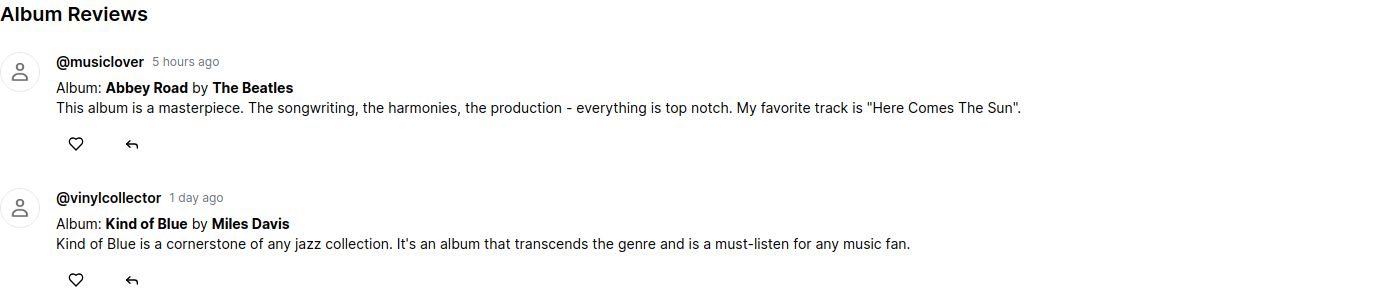 Album Reviews
@musiclover 5 hours ago
Album: Abbey Road by The Beatles
This album is a masterpiece. The songwriting, the harmonies, the production - everything is top notch. My favorite track is "Here Comes The Sun".
@vinylcollector 1 day ago
Album: Kind of Blue by Miles Davis
Kind of Blue is a cornerstone of any jazz collection. It's an album that transcends the genre and is a must-listen for any music fan.